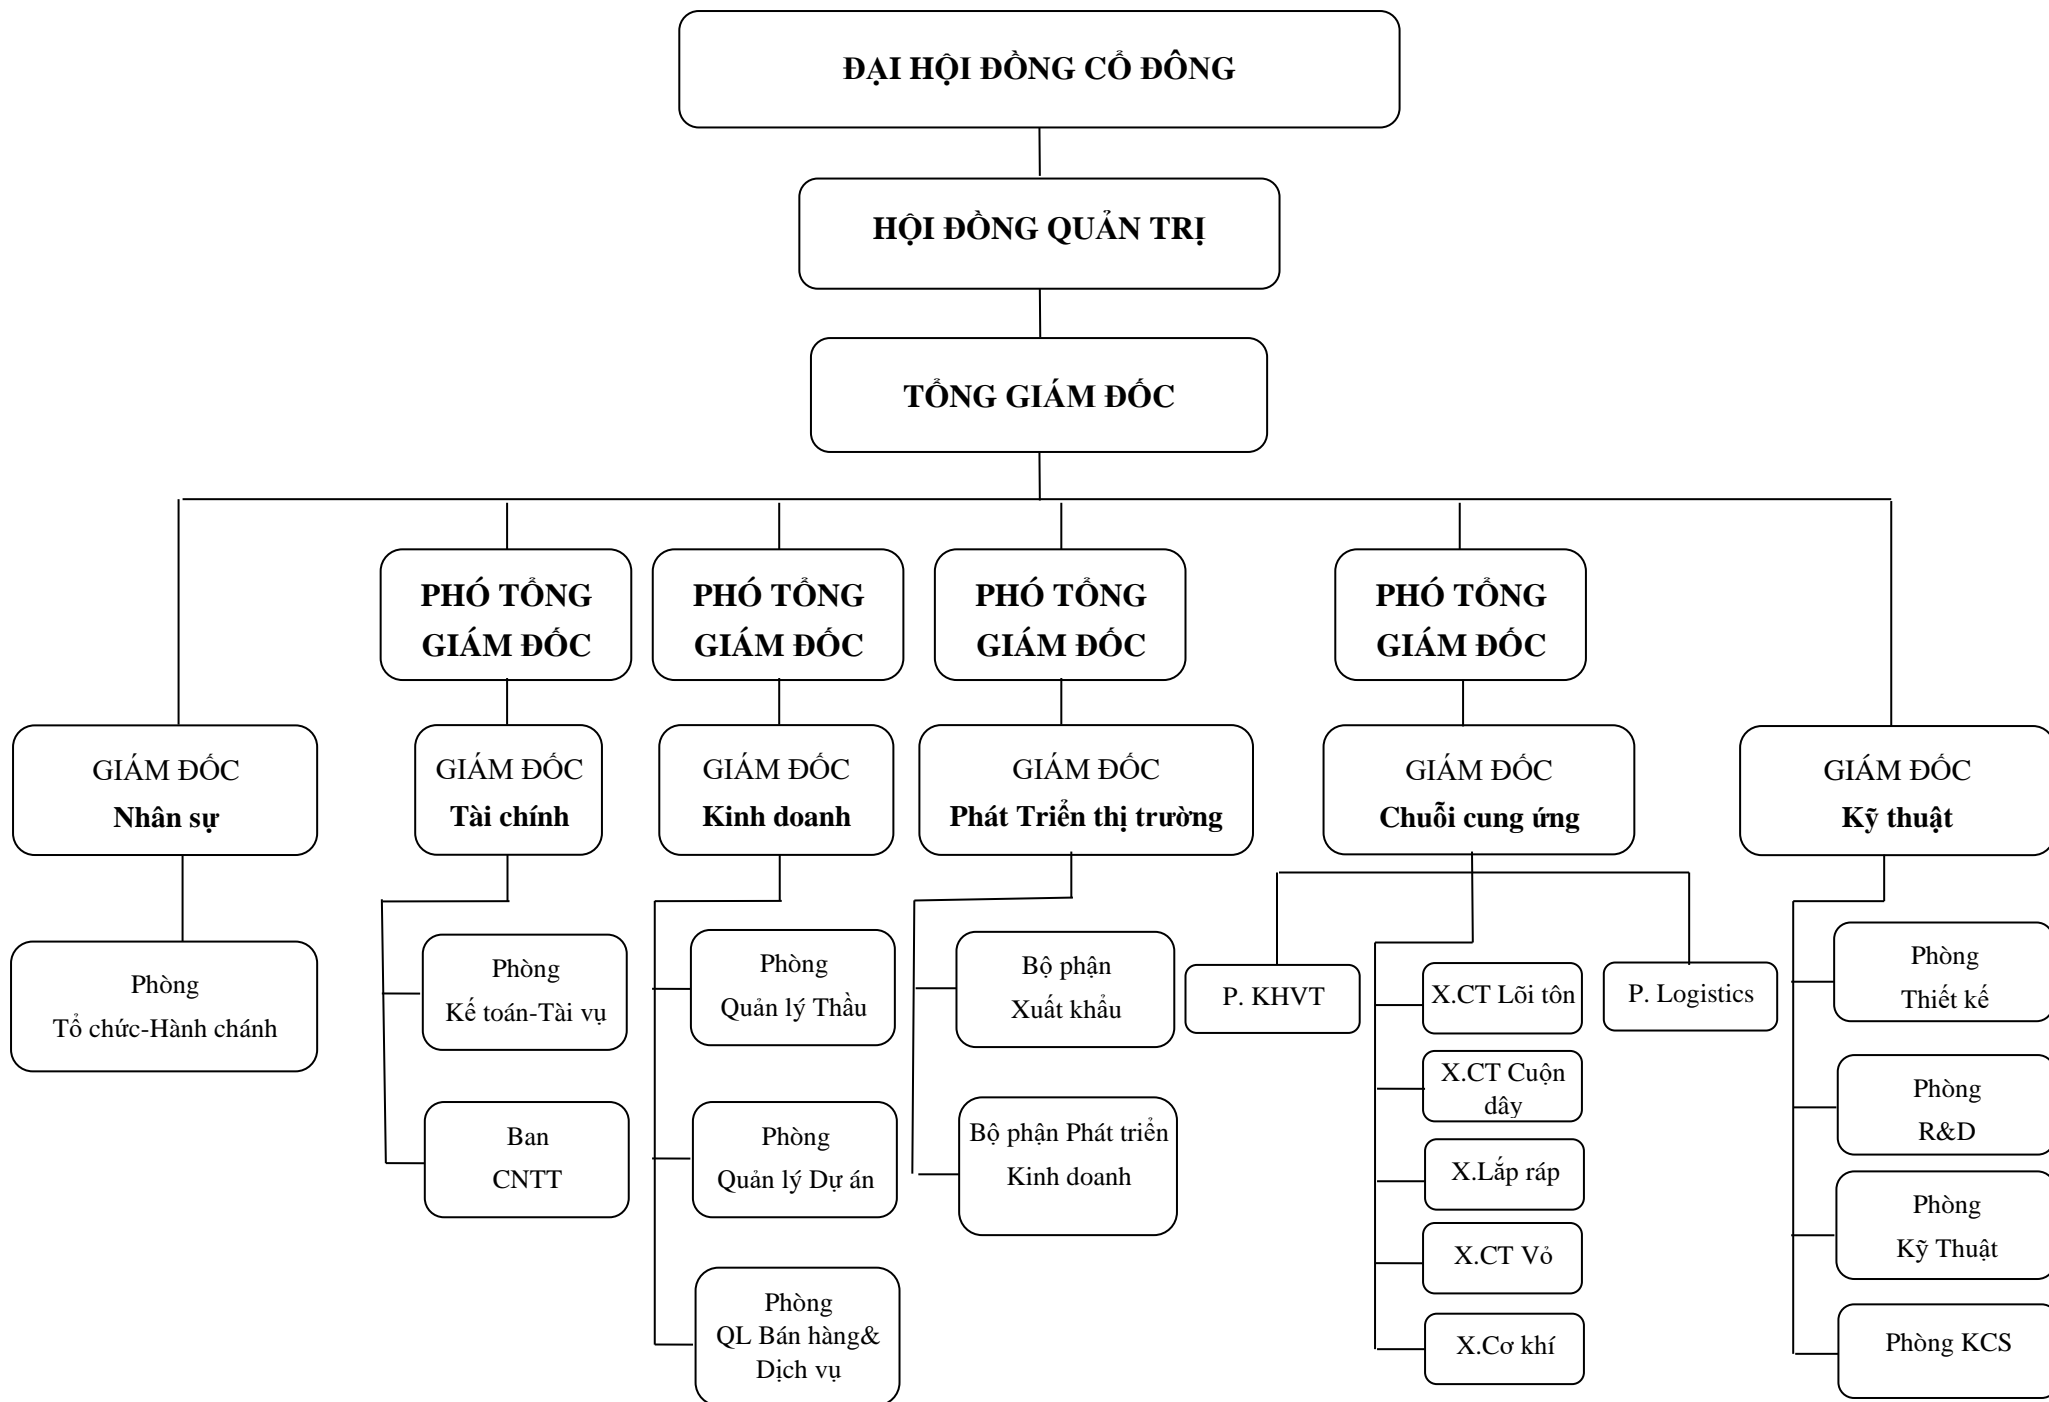 ĐẠI HỘI ĐỒNG CỔ ĐÔNG
HỘI ĐỒNG QUẢN TRỊ
TỔNG GIÁM ĐỐC
PHÓ TỔNG
GIÁM ĐỐC
PHÓ TỔNG
GIÁM ĐỐC
PHÓ TỔNG
GIÁM ĐỐC
PHÓ TỔNG
GIÁM ĐỐC
GIÁM ĐỐC
Nhân sự
GIÁM ĐỐC
Tài chính
GIÁM ĐỐC
Kinh doanh
GIÁM ĐỐC
Phát Triển thị trường
GIÁM ĐỐC
Chuỗi cung ứng
GIÁM ĐỐC
Kỹ thuật
Phòng
Tổ chức-Hành chánh
Phòng
Kế toán-Tài vụ
Ban
CNTT
Phòng
Quản lý Thầu
Phòng
Quản lý Dự án
Phòng
QL Bán hàng&
Dịch vụ
Bộ phận
Xuất khẩu
Bộ phận Phát triển
Kinh doanh
P. KHVT
X.CT Lõi tôn
X.CT Cuộn
dây
X.Lắp ráp
X.CT Vỏ
X.Cơ khí
P. Logistics
Phòng
Thiết kế
Phòng
R&D
Phòng
Kỹ Thuật
Phòng KCS